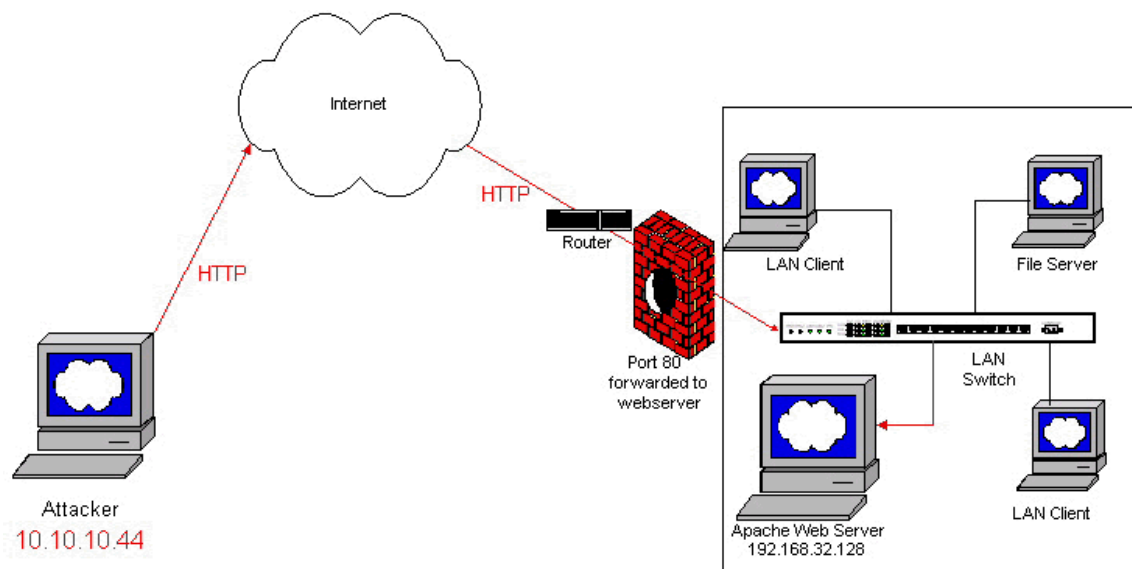 Internet
HTTP
HTTP
Router
LAN Client
File Server
Port 80
forwarded to
webserver
LAN
Switch
Attacker
10.10.10.44
Apache Web Server
192.168.32.128
LAN Client